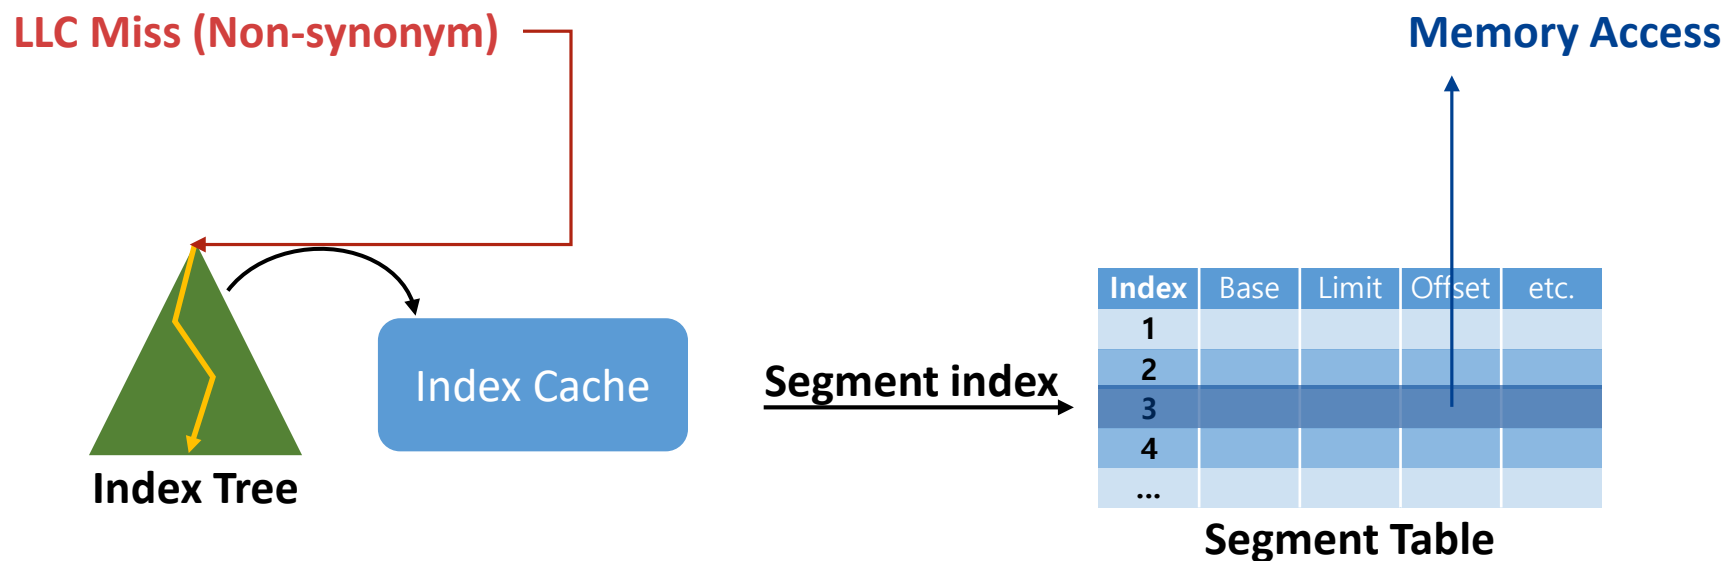 LLC Miss (Non-synonym)
Memory Access
Index Tree
Index Cache
Segment index
Index Base Limit Offset etc.
1
2
3
4
...
Segment Table